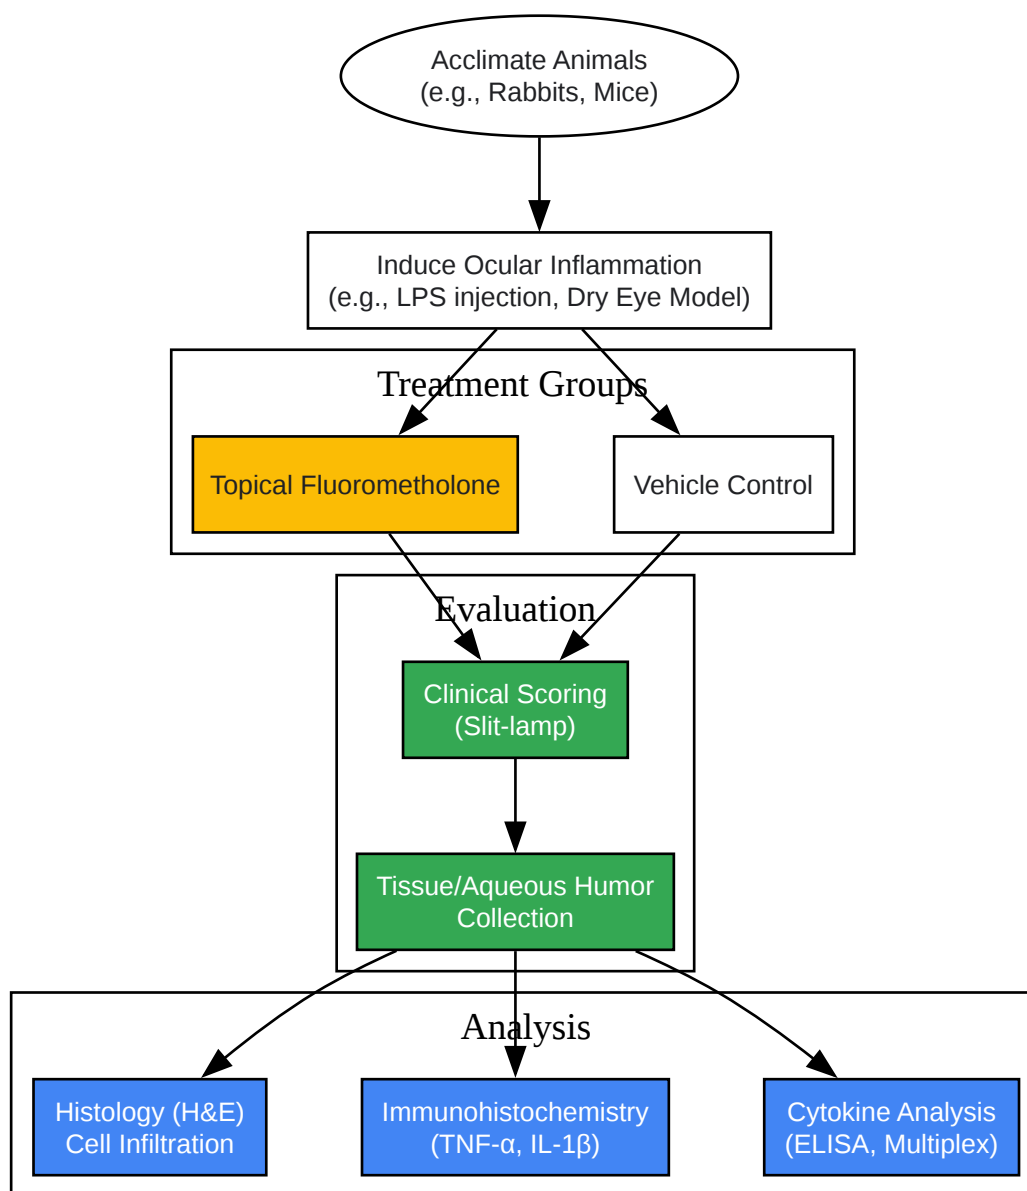 Acclimate Animals
(e.g., Rabbits, Mice)
Induce Ocular Inflammation
(e.g., LPS injection, Dry Eye Model)
Treatment Groups
Topical Fluorometholone
Vehicle Control
Evaluation
Clinical Scoring
(Slit-lamp)
Tissue/Aqueous Humor
Collection
Analysis
Histology (H&E)
Cell Infiltration
Immunohistochemistry
(TNF-α, IL-1β)
Cytokine Analysis
(ELISA, Multiplex)